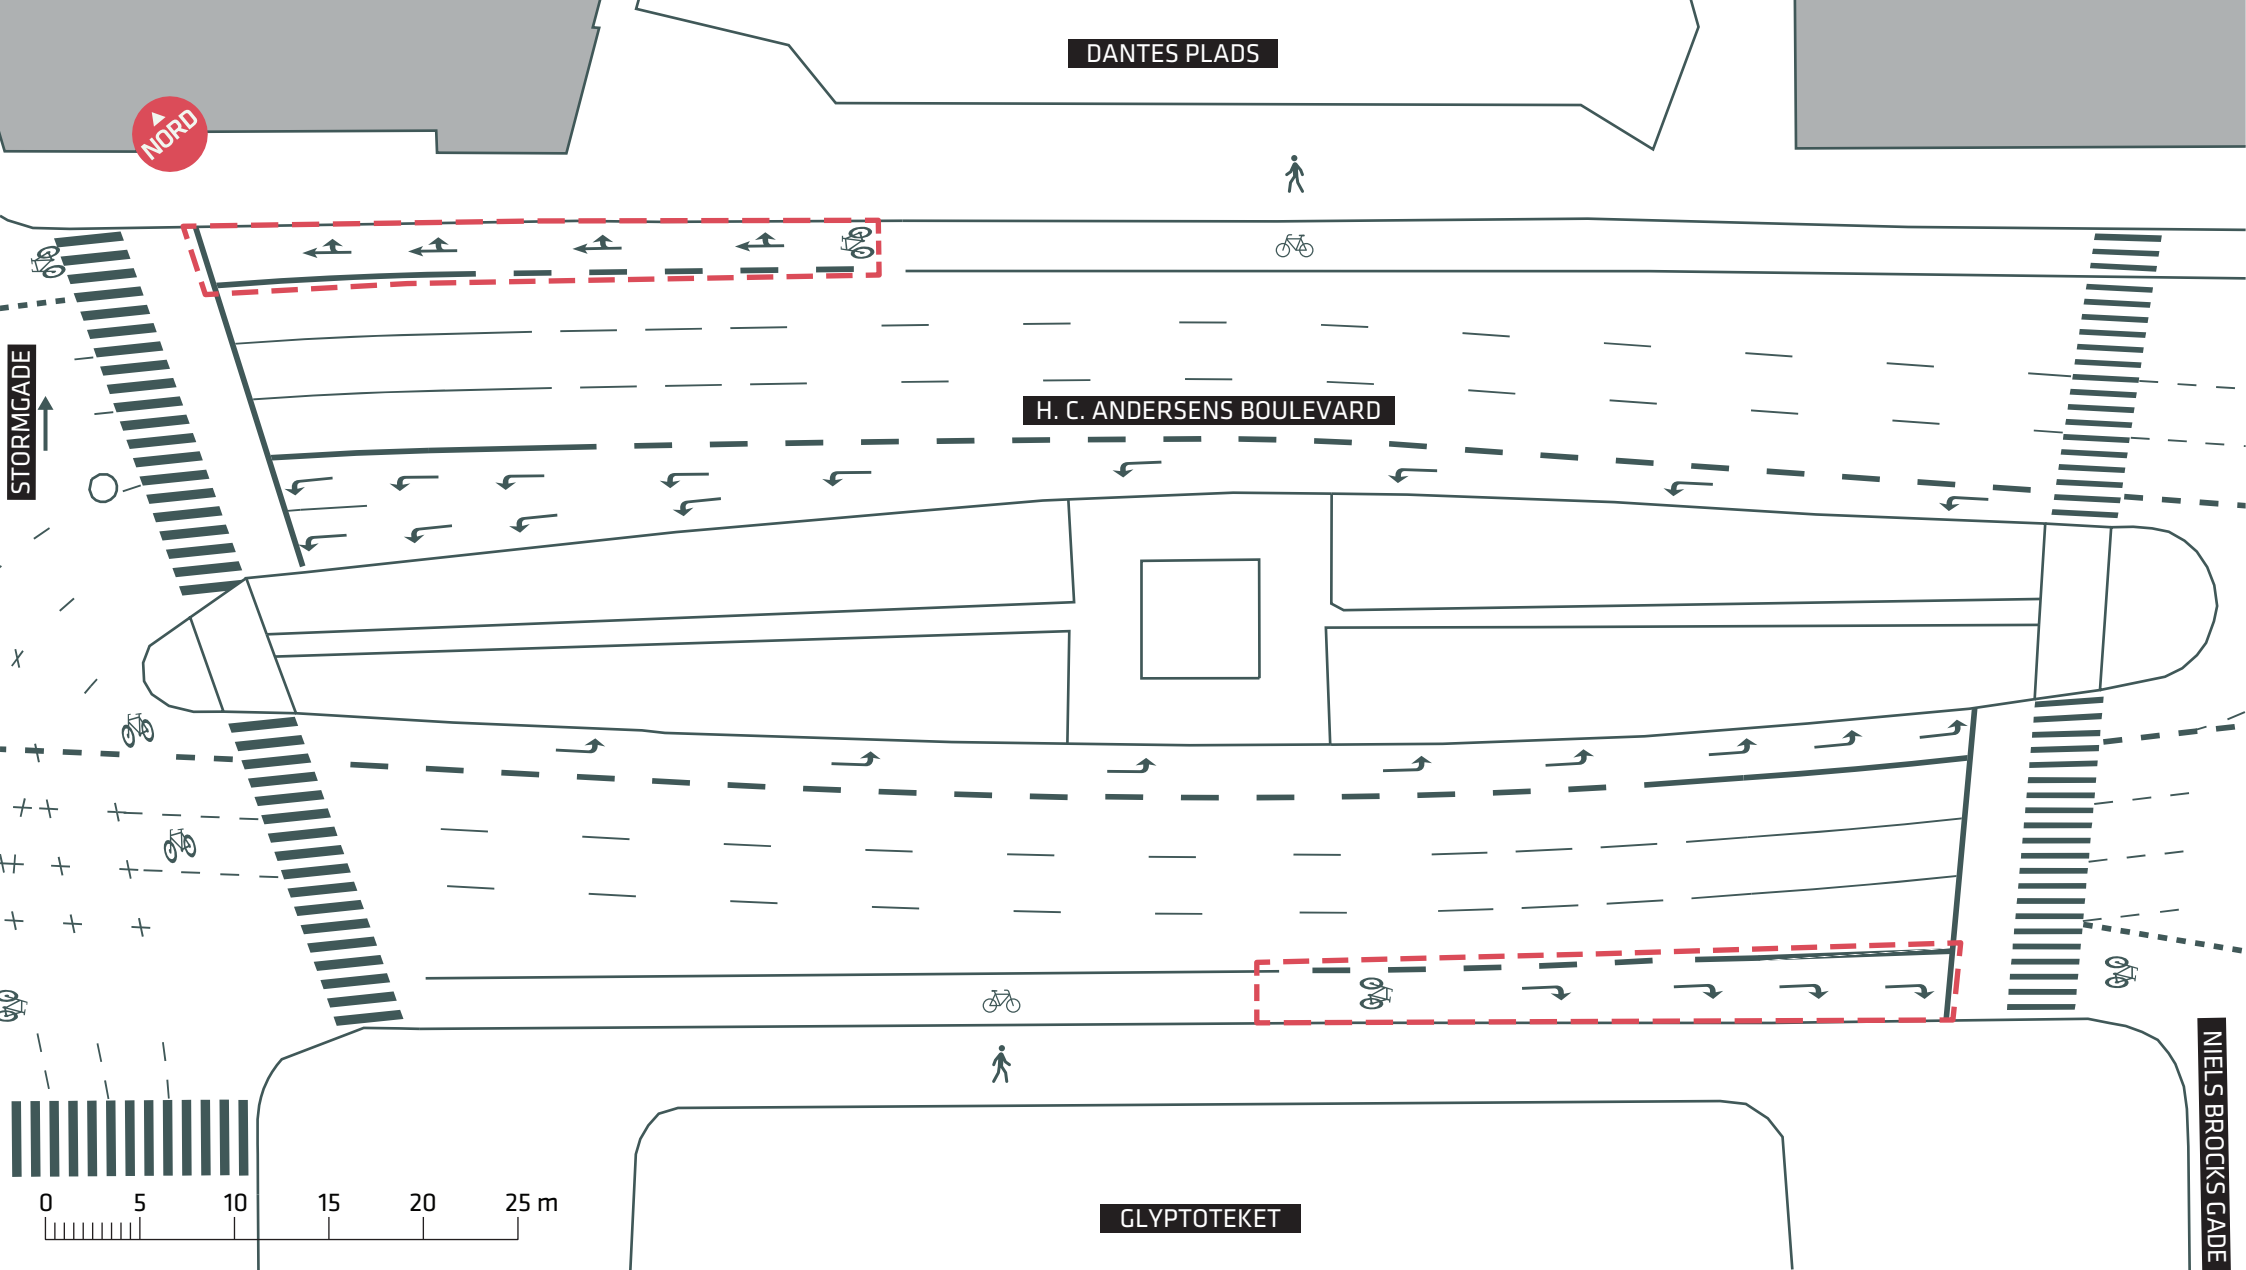 DANTES PLADS
NORD
STORMGADE
H. C. ANDERSENS BOULEVARD
NIELS BROCKS GADE
0 5 10 15 20 25 m
GLYPTOTEKET